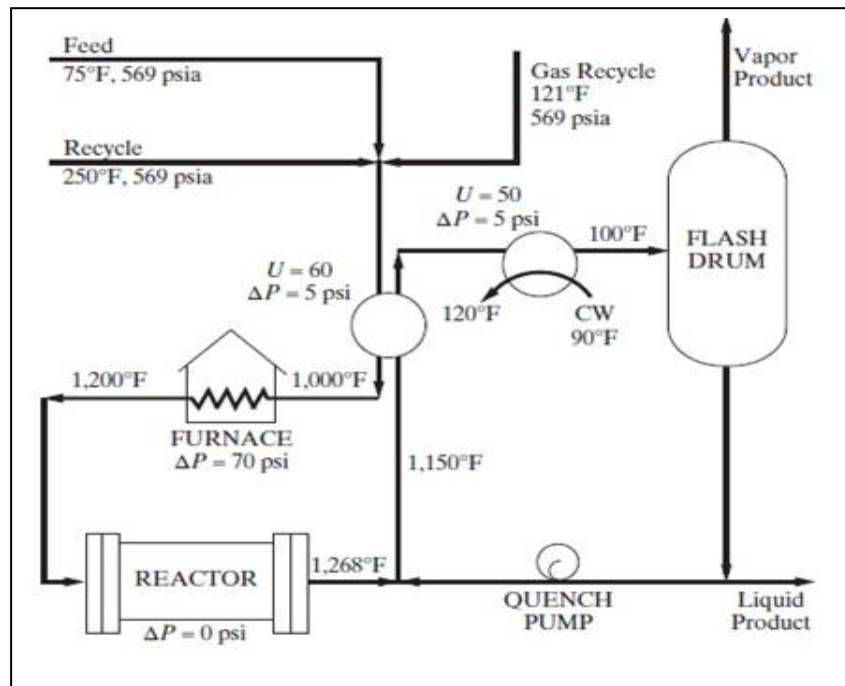 Feed
75°F, 569 psia
Gas Recycle
121°F
569 psia
Vapor
Product
Recycle
250°F, 569 psia
U = 50
ΔP = 5 psi
100°F
FLASH
DRUM
U = 60
ΔP = 5 psi
120°F
CW
90°F
1,200°F
1,000°F
FURNACE
ΔP = 70 psi
1,150°F
REACTOR
1,268°F
ΔP = 0 psi
QUENCH
PUMP
Liquid
Product